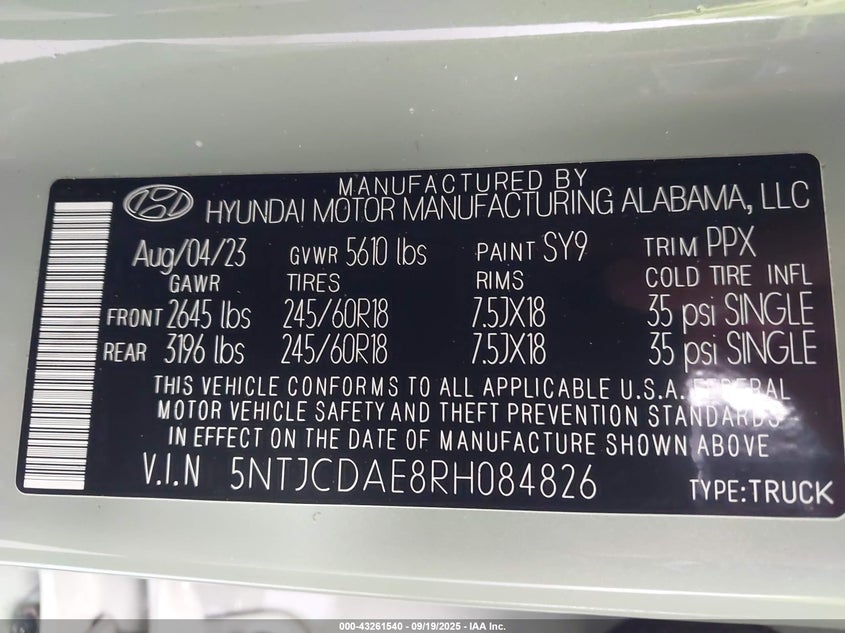 MANUFACTURED BY
HYUNDAI MOTOR MANUFACTURING ALABAMA, LLC
Aug/04/23 GVWR 5610 lbs PAINT SY9 TRIM PPX
GAWR TIRES RIMS COLD TIRE INFL
FRONT 2645 lbs 245/60R18 7.5JX18 35 psi SINGLE
REAR 3196 lbs 245/60R18 7.5JX18 35 psi SINGLE
THIS VEHICLE CONFORMS TO ALL APPLICABLE U.S.A. FEDERAL
MOTOR VEHICLE SAFETY AND THEFT PREVENTION STANDARDS
IN EFFECT ON THE DATE OF MANUFACTURE SHOWN ABOVE
V.I.N 5NTJCDAE8RH084826 TYPE:TRUCK
000-43261540 - 09/19/2025 - IAA Inc.